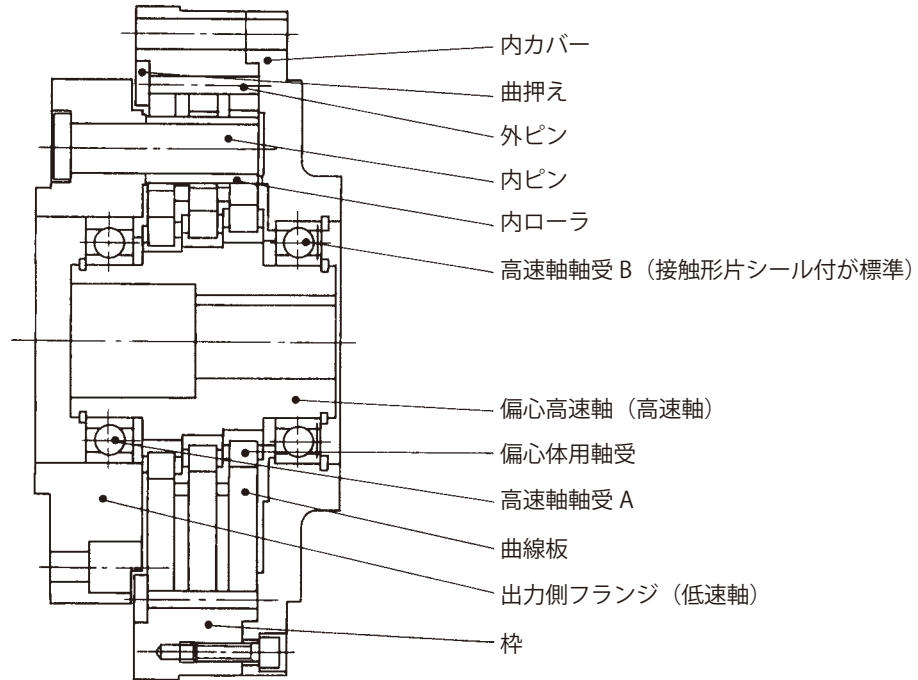 内カバー
曲押え
外ピン
内ピン
内ローラ
高速軸軸受 B（接触形片シール付が標準）
偏心高速軸（高速軸）
偏心体用軸受
高速軸軸受 A
曲線板
出力側フランジ（低速軸）
枠